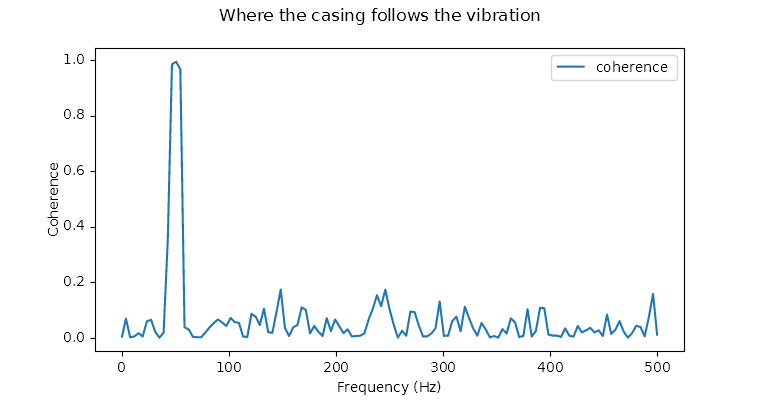 Where the casing follows the vibration
coherence
1.0
0.8
0.6
0.4
0.2
0.0
Coherence
0 100 200 300 400 500
Frequency (Hz)